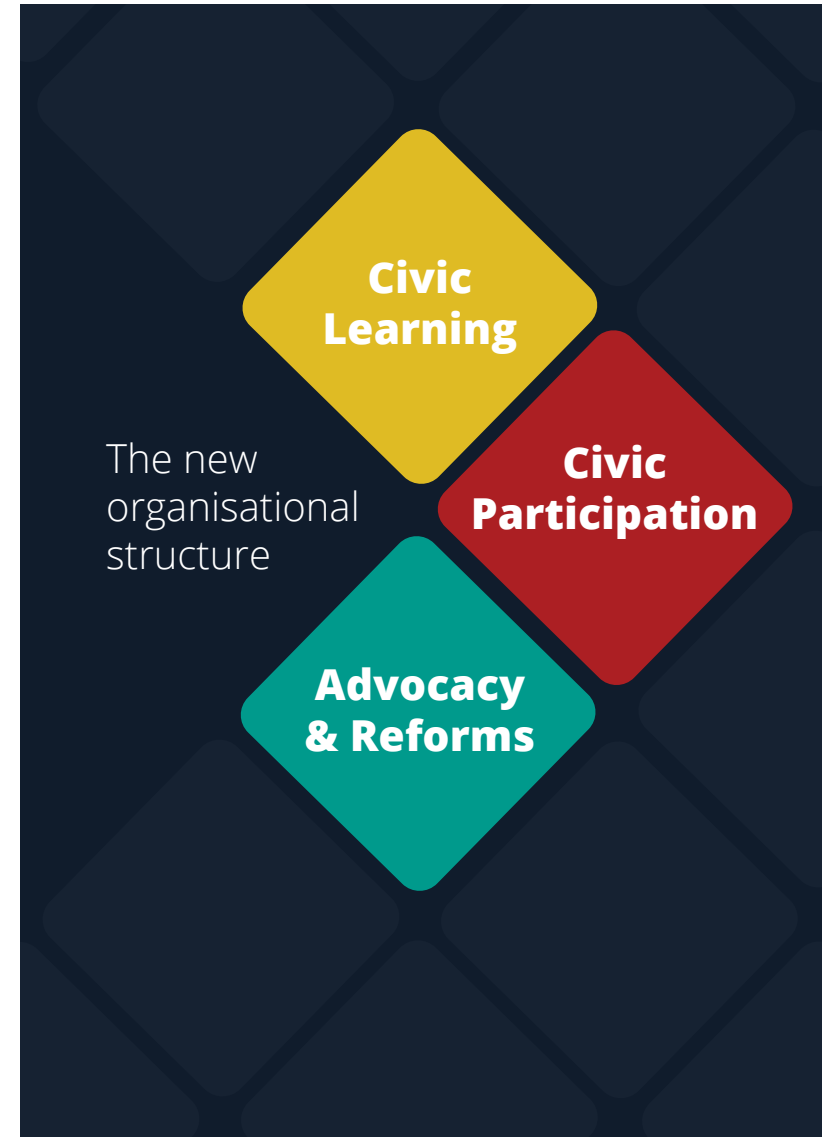 Civic
Learning
The new
organisational
structure
Civic
Participation
Advocacy
& Reforms